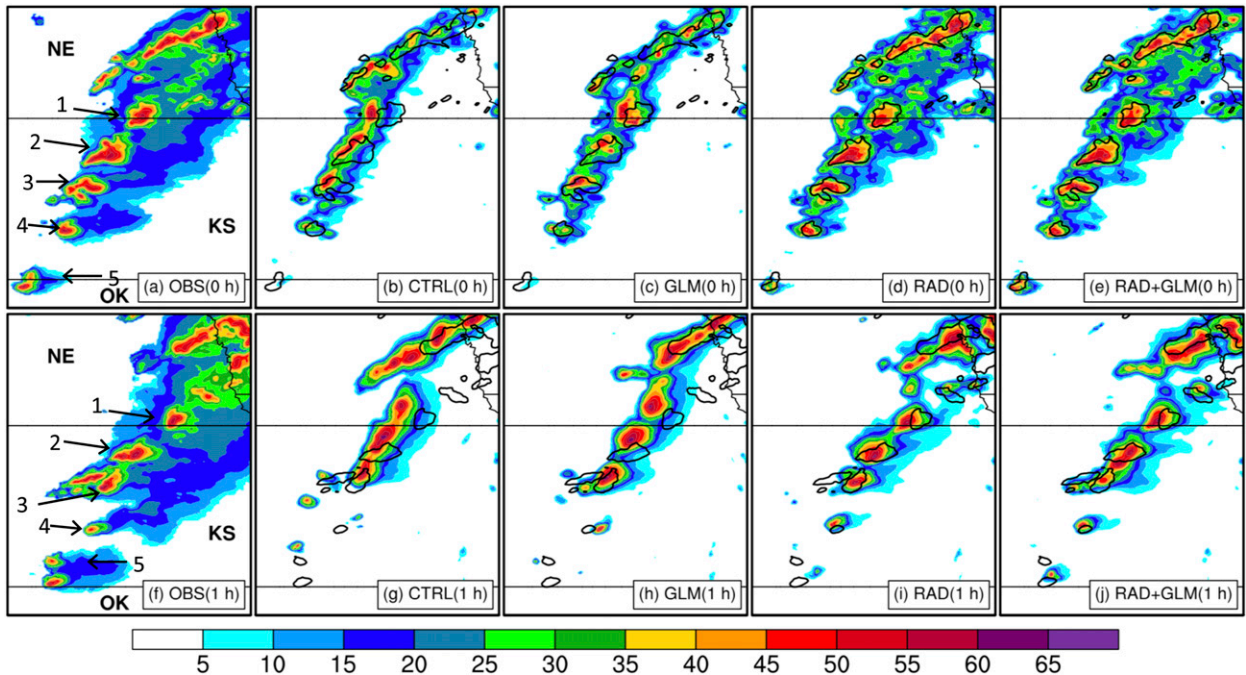 NE
1
2
3
4
KS
5
OK
(a) OBS(0 h)
(b) CTRL(0 h)
(c) GLM(0 h)
(d) RAD(0 h)
(e) RAD+GLM(0 h)
NE
1
2
3
4
KS
5
OK
(f) OBS(1 h)
(g) CTRL(1 h)
(h) GLM(1 h)
(i) RAD(1 h)
(j) RAD+GLM(1 h)
5 10 15 20 25 30 35 40 45 50 55 60 65